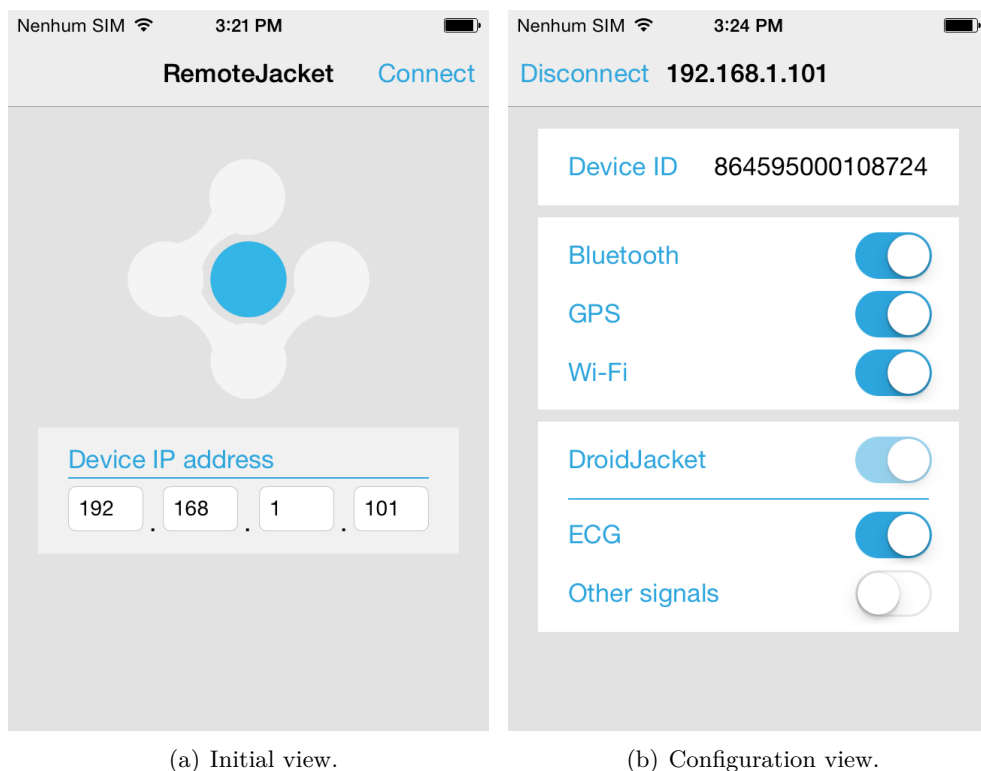 Nenhum SIM 3:21 PM
RemoteJacket Connect
Device IP address
192 . 168 . 1 . 101
(a) Initial view.
Nenhum SIM 3:24 PM
Disconnect 192.168.1.101
Device ID 864595000108724
Bluetooth
GPS
Wi-Fi
DroidJacket
ECG
Other signals
(b) Configuration view.